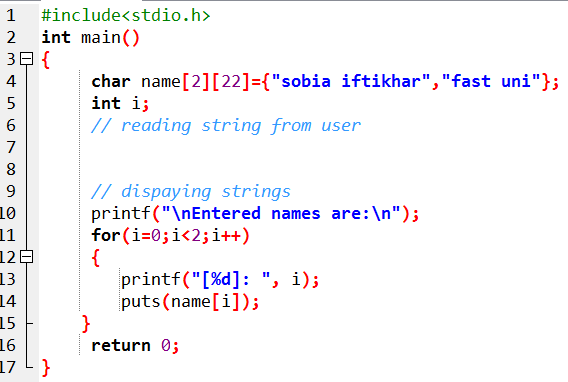 1 #include<stdio.h>
2 int main()
3 {
4 char name[2][22]={"sobia iftikhar","fast uni"};
5 int i;
6 // reading string from user
7
8
9 // dispaying strings
10 printf("\nEntered names are:\n");
11 for(i=0;i<2;i++)
12 {
13 printf("[%d]: ", i);
14 puts(name[i]);
15 }
16 return 0;
17 }